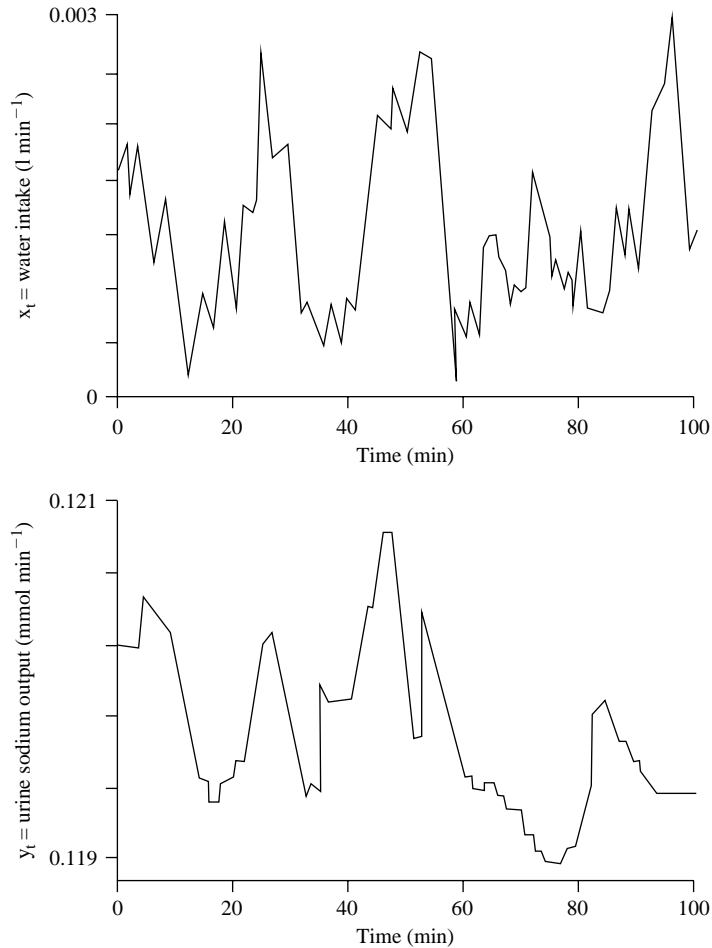 0.003
x_t = water intake (l min⁻¹)
0
0 20 40 60 80 100
Time (min)
0.121
y_t = urine sodium output (mmol min⁻¹)
0.119
0 20 40 60 80 100
Time (min)